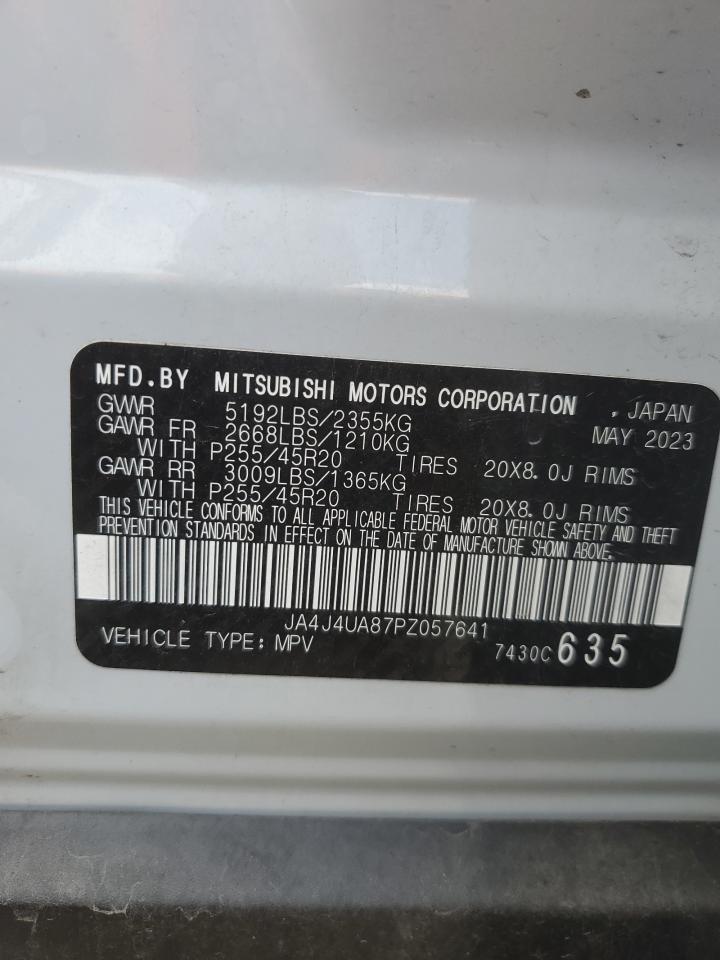 MFD.BY MITSUBISHI MOTORS CORPORATION , JAPAN
GVWR 5192LBS/2355KG MAY 2023
GAWR FR 2668LBS/1210KG
WITH P255/45R20 TIRES 20X8.0J RIMS
GAWR RR 3009LBS/1365KG
WITH P255/45R20 TIRES 20X8.0J RIMS
THIS VEHICLE CONFORMS TO ALL APPLICABLE FEDERAL MOTOR VEHICLE SAFETY AND THEFT
PREVENTION STANDARDS IN EFFECT ON THE DATE OF MANUFACTURE SHOWN ABOVE.
JA4J4UA87PZ057641
VEHICLE TYPE: MPV 7430C 635